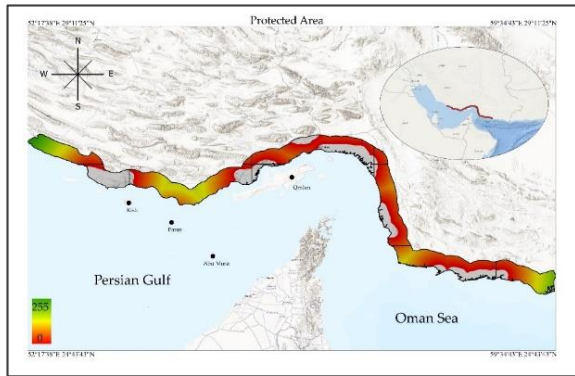 Protected Area
52°17'38"E 29°11'25"N
59°34'43"E 29°11'25"N
N
W
E
S
Qeshm
Kish
Farur
Abu Musa
Persian Gulf
Oman Sea
255
0
52°17'38"E 24°43'43"N
59°34'43"E 24°43'43"N